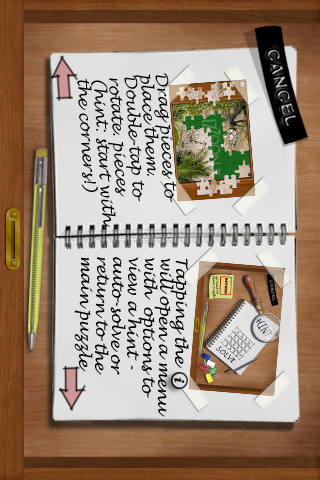 CANCEL
Drag pieces to
place them.
Double-tap to
rotate pieces
(hint: start with
the corners!)
Tapping the i
will open a menu
with options to
view a hint -
auto-solve or
return to the
main puzzle
HINT
SOLVE